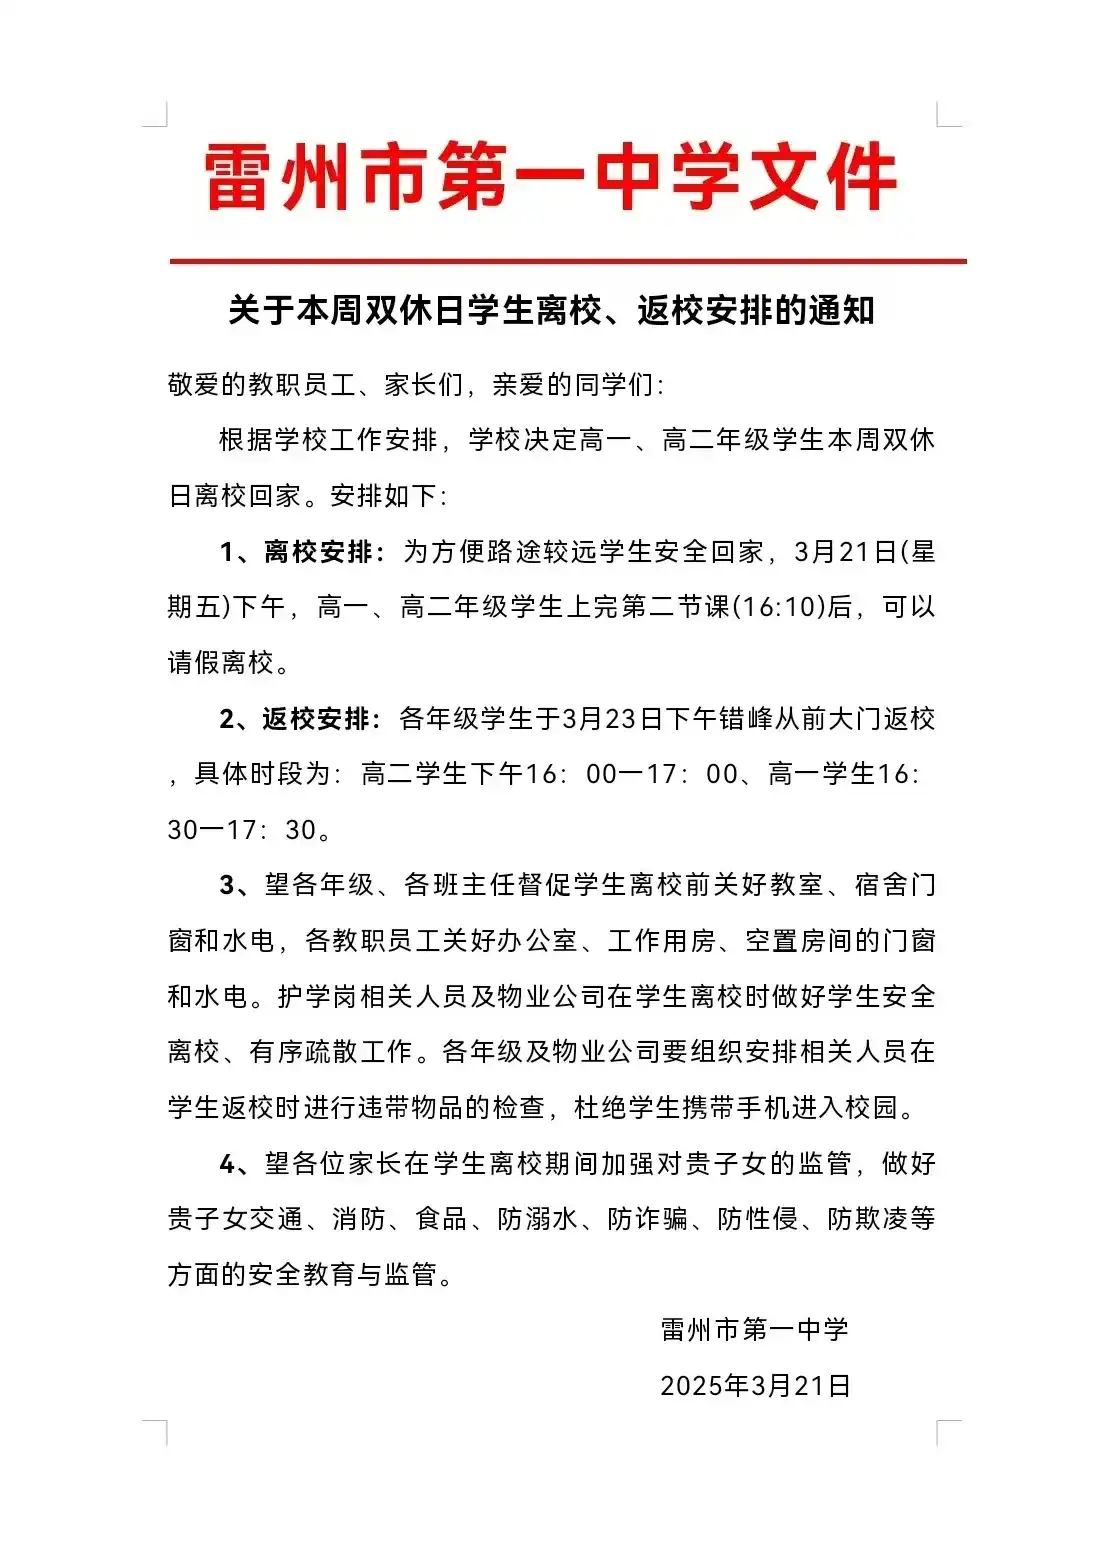 雷州市第一中学文件
关于本周双休日学生离校、返校安排的通知
敬爱的教职员工、家长们，亲爱的同学们：
根据学校工作安排，学校决定高一、高二年级学生本周双休
日离校回家。安排如下：
1、离校安排：为方便路途较远学生安全回家，3月21日(星
期五)下午，高一、高二年级学生上完第二节课(16:10)后，可以
请假离校。
2、返校安排：各年级学生于3月23日下午错峰从前大门返校
，具体时段为：高二学生下午16：00—17：00、高一学生16：
30—17：30。
3、望各年级、各班主任督促学生离校前关好教室、宿舍门
窗和水电，各教职员工关好办公室、工作用房、空置房间的门窗
和水电。护学岗相关人员及物业公司在学生离校时做好学生安全
离校、有序疏散工作。各年级及物业公司要组织安排相关人员在
学生返校时进行违带物品的检查，杜绝学生携带手机进入校园。
4、望各位家长在学生离校期间加强对贵子女的监管，做好
贵子女交通、消防、食品、防溺水、防诈骗、防性侵、防欺凌等
方面的安全教育与监管。
雷州市第一中学
2025年3月21日